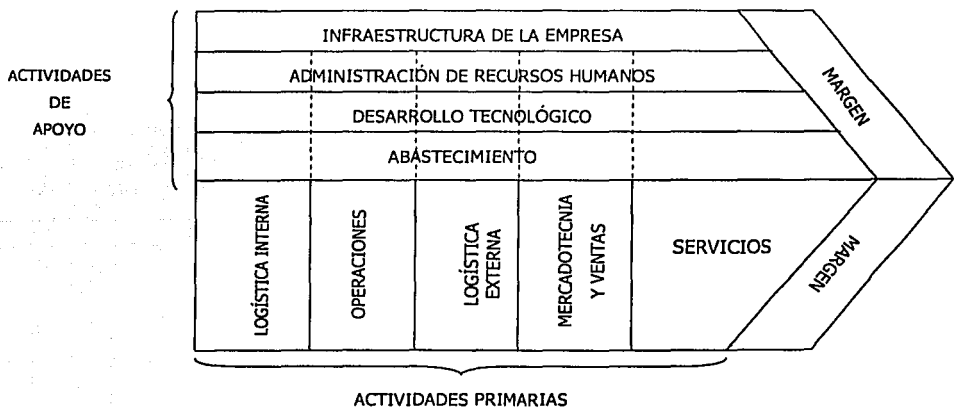 INFRAESTRUCTURA DE LA EMPRESA
ACTIVIDADES
DE
APOYO
ADMINISTRACIÓN DE RECURSOS HUMANOS
DESARROLLO TECNOLÓGICO
ABASTECIMIENTO
MARGEN
LOGÍSTICA INTERNA
OPERACIONES
LOGÍSTICA
EXTERNA
MERCADOTECNIA
Y VENTAS
SERVICIOS
MARGEN
ACTIVIDADES PRIMARIAS